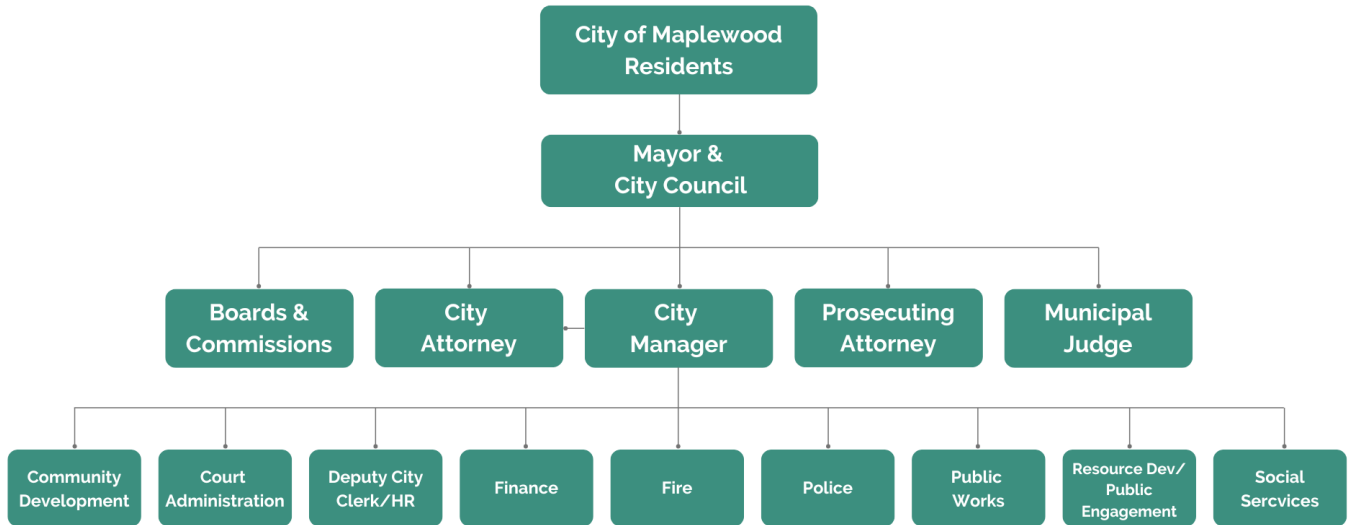 City of Maplewood
Residents
Mayor &
City Council
Boards &
Commissions
City
Attorney
City
Manager
Prosecuting
Attorney
Municipal
Judge
Community
Development
Court
Administration
Deputy City
Clerk/HR
Finance
Fire
Police
Public
Works
Resource Dev/
Public
Engagement
Social
Sercvices